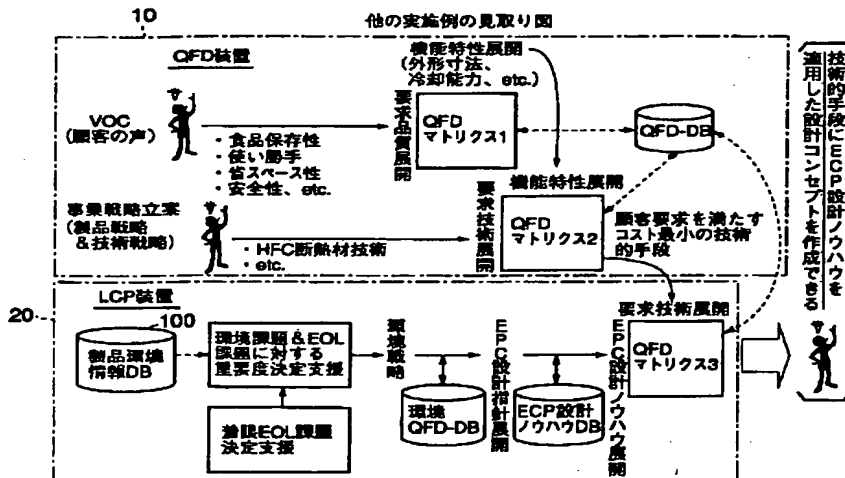 他の実施例の見取り図
10
QFD装置
VOC
(顧客の声)
・食品保存性
・使い勝手
・省スペース性
・安全性、etc.
機能特性展開
(外形寸法、
冷却能力、etc.)
要求品質展開
QFD
マトリクス1
QFD-DB
事業戦略立案
(製品戦略
&技術戦略)
・HFC断熱材技術
・etc.
要求技術展開
機能特性展開
QFD
マトリクス2
顧客要求を満たす
コスト最小の技術
的手段
技術的手段にECP設計ノウハウを
適用した設計コンセプトを作成できる
20
LCP装置
100
製品環境
情報DB
環境課題&EOL
課題に対する
重要度決定支援
着眼EOL課題
決定支援
環境戦略
環境
QFD-DB
EPC設計指針展開
ECP設計
ノウハウDB
EPC設計ノウハウ展開
要求技術展開
QFD
マトリクス3